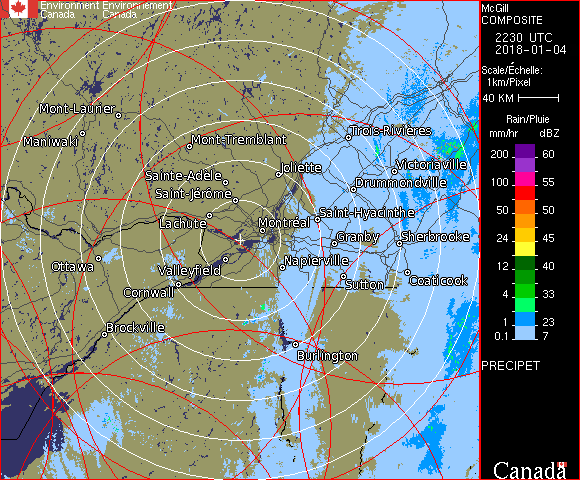 Environment Environnement
Canada Canada
McGill
COMPOSITE
2230 UTC
2018-01-04
Scale/Échelle:
1km/Pixel
40 KM
Rain/Pluie
mm/hr dBZ
200 60
100 55
50 50
24 45
12 40
4 33
1 23
0.1 7
PRECIPET
Canada
Mont-Laurier
Maniwaki
Mont-Tremblant
Trois-Rivières
Sainte-Adèle
Joliette
Victoriaville
Saint-Jérôme
Drummondville
Lachute
Montréal
Saint-Hyacinthe
Granby
Sherbrooke
Ottawa
Valleyfield
Napierville
Sutton
Coaticook
Cornwall
Brockville
Burlington